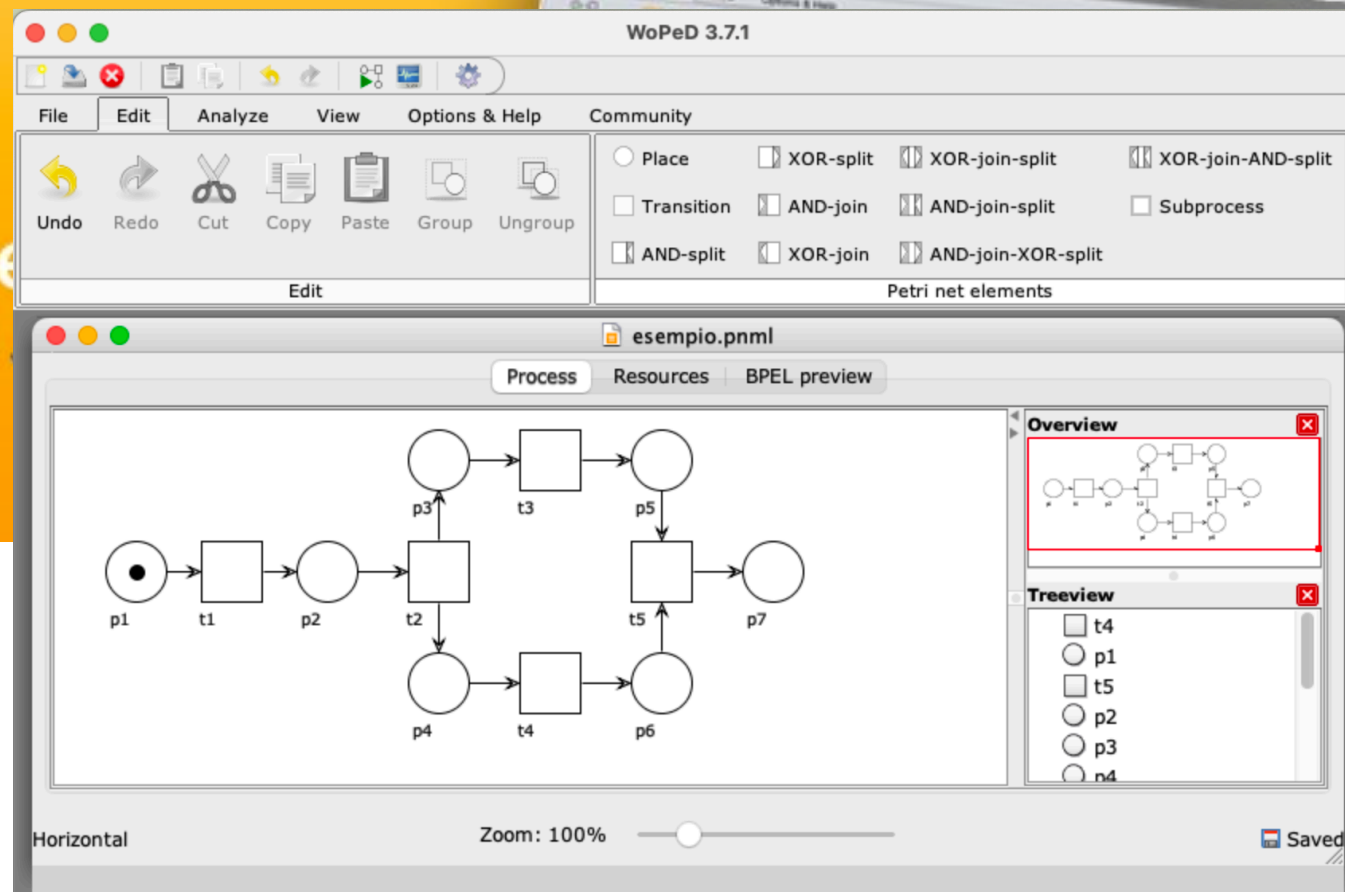 Options & Help
WoPeD 3.7.1
File Edit Analyze View Options & Help Community
Place XOR-split XOR-join-split XOR-join-AND-split
Undo Redo Cut Copy Paste Group Ungroup
Transition AND-join AND-join-split Subprocess
AND-split XOR-join AND-join-XOR-split
Edit Petri net elements
esempio.pnml
Process Resources BPEL preview
Overview
p3 t3 p5
p1 t1 p2 t2 t5 p7
p4 t4 p6
Treeview
t4
p1
t5
p2
p3
p4
Horizontal Zoom: 100% Saved